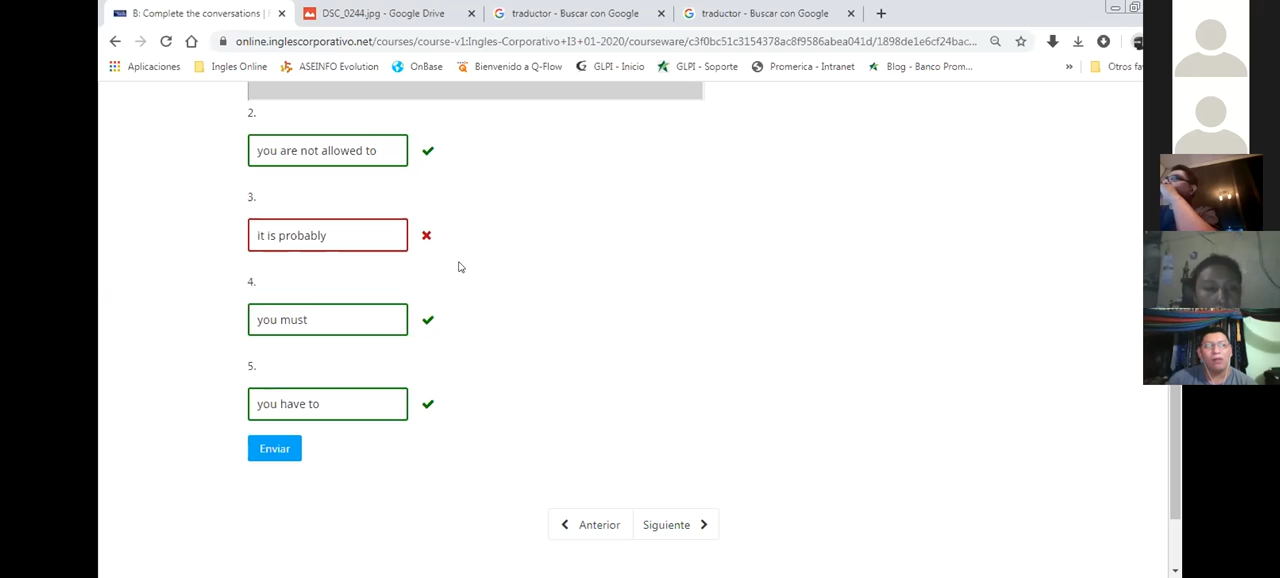 B: Complete the conversations |
DSC_0244.jpg - Google Drive
traductor - Buscar con Google
traductor - Buscar con Google
online.inglescorporativo.net/courses/course-v1:Ingles-Corporativo+I3+01-2020/courseware/c3f0bc51c3154378ac8f9586abea041d/1898de1e6cf24bac...
Aplicaciones
Ingles Online
ASEINFO Evolution
OnBase
Bienvenido a Q-Flow
GLPI - Inicio
GLPI - Soporte
Promerica - Intranet
Blog - Banco Prom...
»
Otros fav
2.
you are not allowed to
3.
it is probably
4.
you must
5.
you have to
Enviar
Anterior
Siguiente